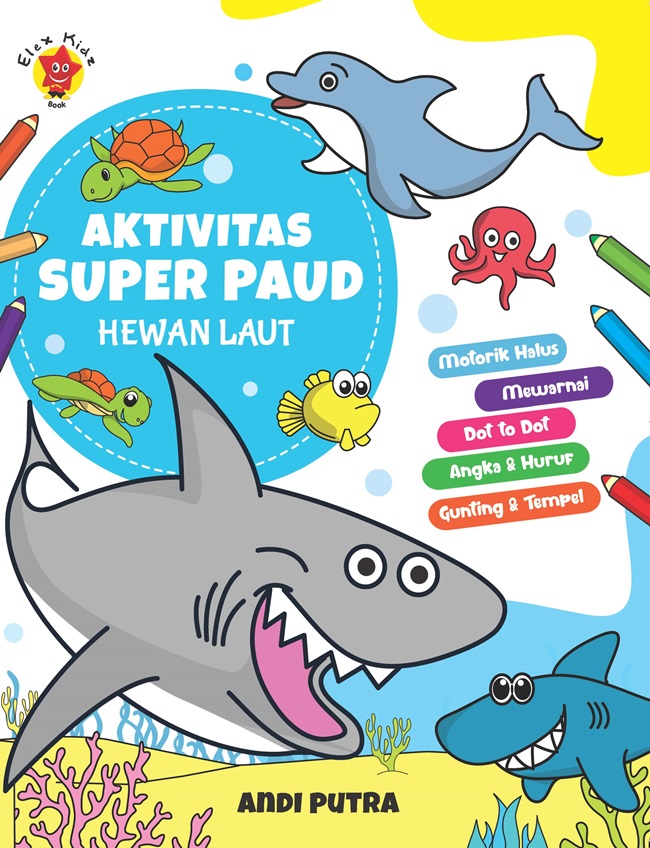 Elex Kidz
Book
AKTIVITAS
SUPER PAUD
HEWAN LAUT
Motorik Halus
Mewarnai
Dot to Dot
Angka & Huruf
Gunting & Tempel
ANDI PUTRA